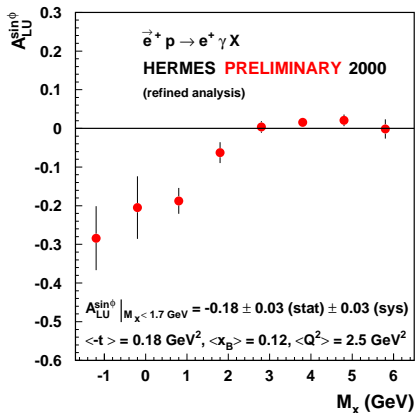 A_LU^sinϕ
0.3
0.2
0.1
0
-0.1
-0.2
-0.3
-0.4
-0.5
-0.6
e⃗⁺ p → e⁺ γ X
HERMES PRELIMINARY 2000
(refined analysis)
A_LU^sinϕ |M_x< 1.7 GeV = -0.18 ± 0.03 (stat) ± 0.03 (sys)
<-t > = 0.18 GeV², <x_B> = 0.12, <Q²> = 2.5 GeV²
-1 0 1 2 3 4 5 6 7
M_x (GeV)